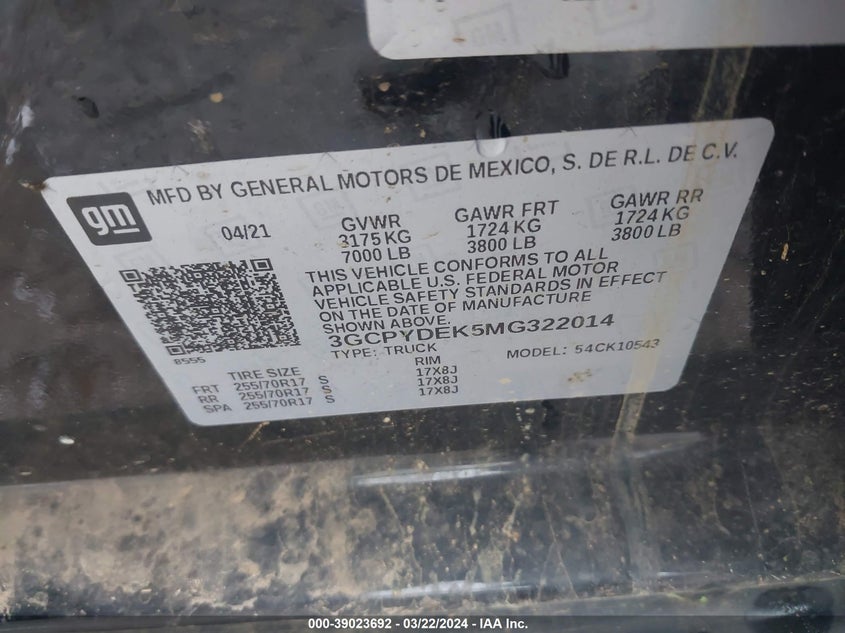 gm
MFD BY GENERAL MOTORS DE MEXICO, S. DE R.L. DE C.V.
04/21 GVWR GAWR FRT GAWR RR
3175 KG 1724 KG 1724 KG
7000 LB 3800 LB 3800 LB
THIS VEHICLE CONFORMS TO ALL
APPLICABLE U.S. FEDERAL MOTOR
VEHICLE SAFETY STANDARDS IN EFFECT
ON THE DATE OF MANUFACTURE
SHOWN ABOVE.
3GCPYDEK5MG322014
8555 TYPE: TRUCK MODEL: 54CK10543
TIRE SIZE RIM
FRT 255/70R17 S 17X8J
RR 255/70R17 S 17X8J
SPA 255/70R17 S 17X8J
000-39023692 - 03/22/2024 - IAA Inc.